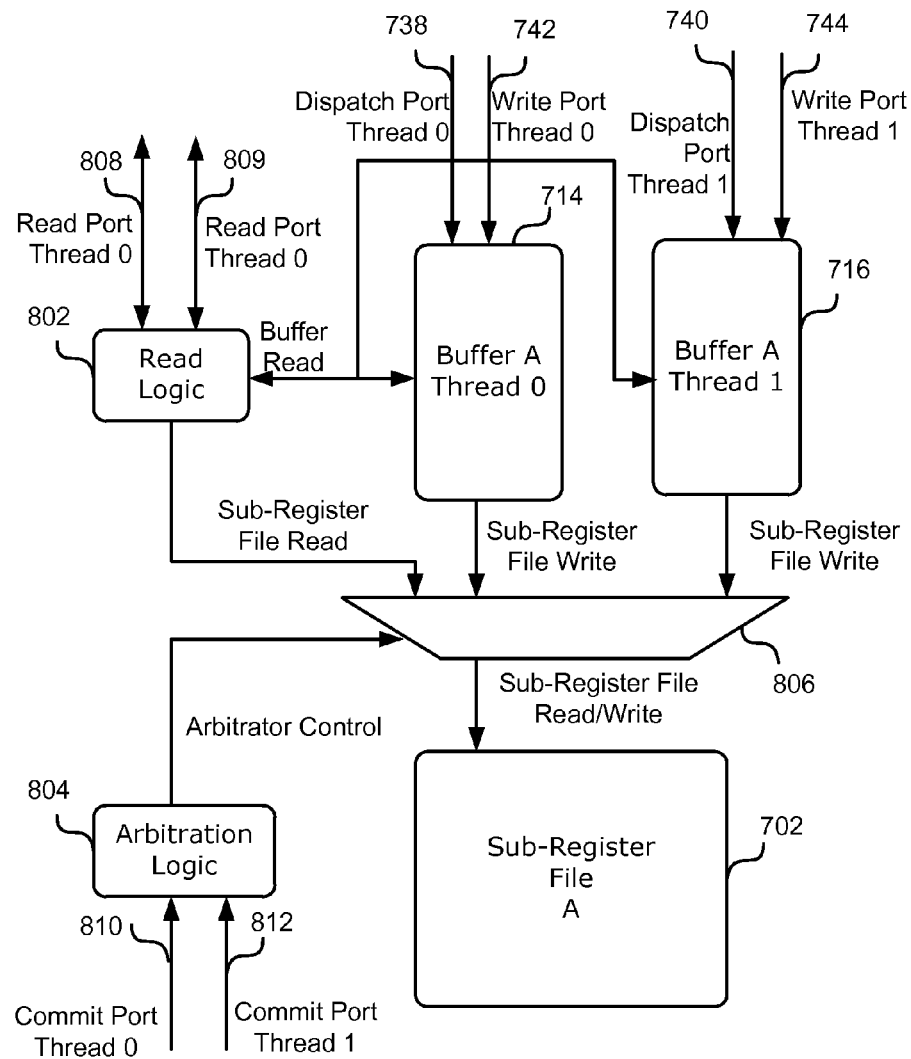 738
742
740
744
Dispatch Port
Thread 0
Write Port
Thread 0
Dispatch
Port
Thread 1
Write Port
Thread 1
808
809
Read Port
Thread 0
Read Port
Thread 0
714
716
802
Read
Logic
Buffer
Read
Buffer A
Thread 0
Buffer A
Thread 1
Sub-Register
File Read
Sub-Register
File Write
Sub-Register
File Write
806
Sub-Register File
Read/Write
Arbitrator Control
804
Arbitration
Logic
702
Sub-Register
File
A
810
812
Commit Port
Thread 0
Commit Port
Thread 1